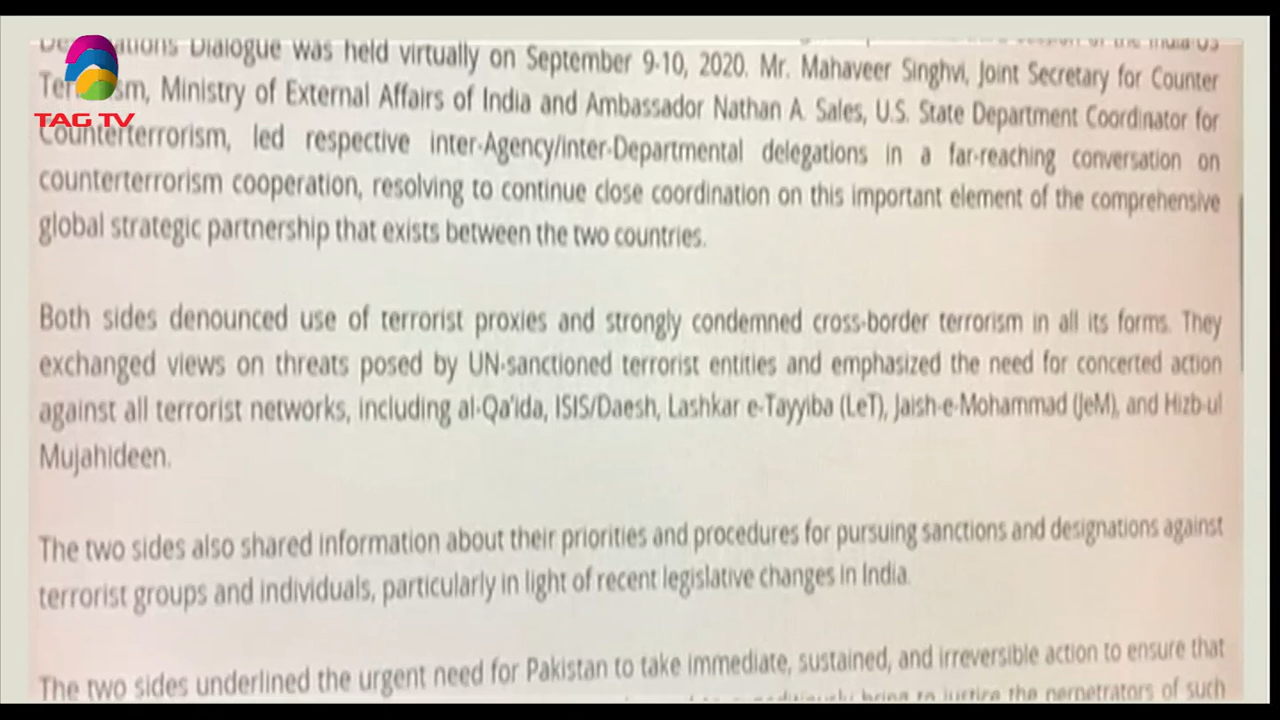 TAG TV
Dialogue was held virtually on September 9-10, 2020. Mr. Mahaveer Singhvi, Joint Secretary for Counter
Ministry of External Affairs of India and Ambassador Nathan A. Sales, U.S. State Department Coordinator for
Counterterrorism, led respective inter-Agency/inter-Departmental delegations in a far-reaching conversation on
counterterrorism cooperation, resolving to continue close coordination on this important element of the comprehensive
global strategic partnership that exists between the two countries.
Both sides denounced use of terrorist proxies and strongly condemned cross-border terrorism in all its forms. They
exchanged views on threats posed by UN-sanctioned terrorist entities and emphasized the need for concerted action
against all terrorist networks, including al-Qa'ida, ISIS/Daesh, Lashkar e-Tayyiba (LeT), Jaish-e-Mohammad (JeM), and Hizb-ul
Mujahideen.
The two sides also shared information about their priorities and procedures for pursuing sanctions and designations against
terrorist groups and individuals, particularly in light of recent legislative changes in India.
The two sides underlined the urgent need for Pakistan to take immediate, sustained, and irreversible action to ensure that
bring to justice the perpetrators of such